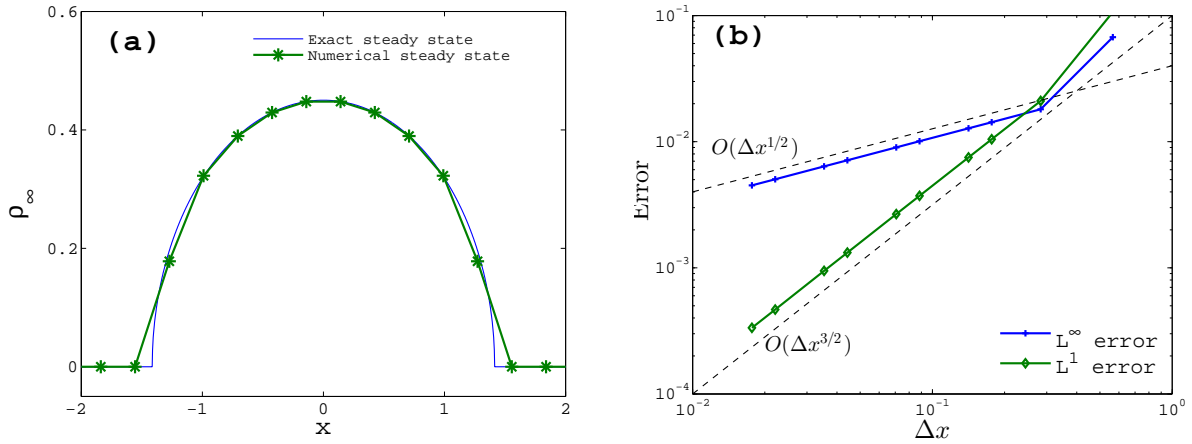 (a)
Exact steady state
Numerical steady state
0.6
0.4
0.2
0
ρ∞
−2
−1
0
1
2
x
(b)
10⁻¹
10⁻²
10⁻³
10⁻⁴
Error
O(Δx^{1/2})
O(Δx^{3/2})
L^∞ error
L¹ error
10⁻²
10⁻¹
10⁰
Δx